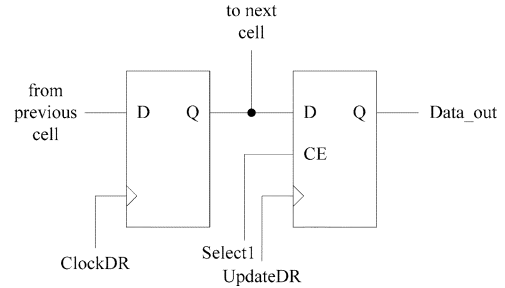 to next
cell
from
previous
cell
D Q
D Q
Data_out
CE
Select1
ClockDR
UpdateDR